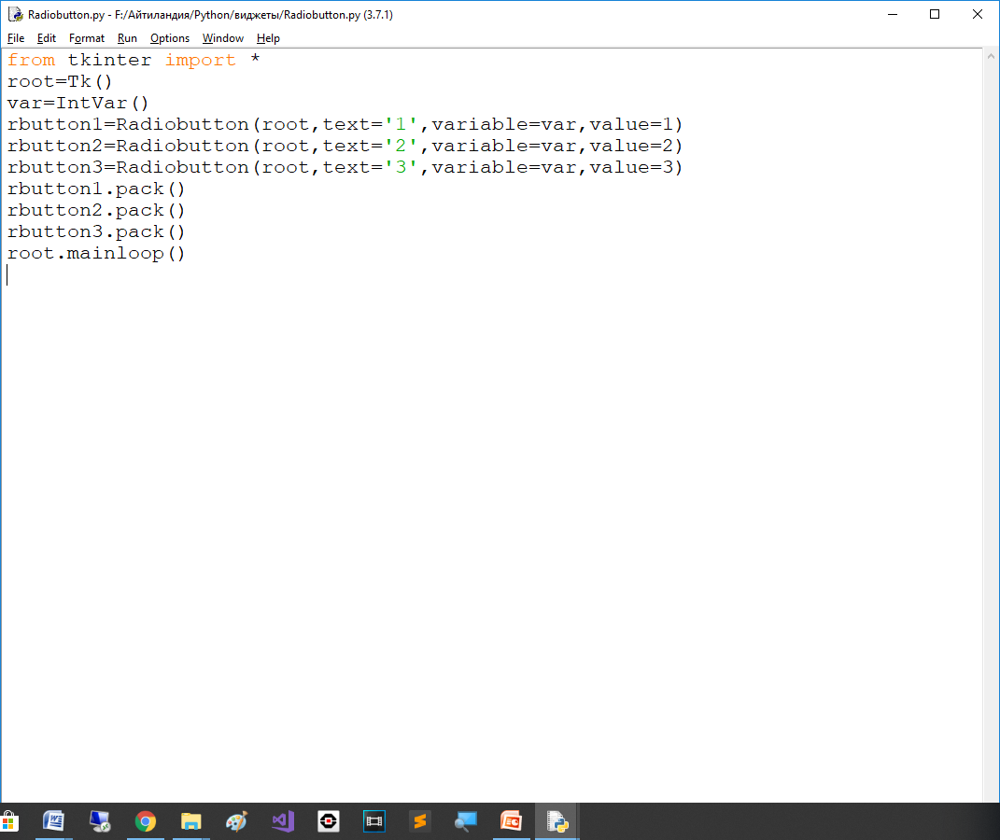 Radiobutton.py - F:/Айтиландия/Python/виджеты/Radiobutton.py (3.7.1)
File Edit Format Run Options Window Help
from tkinter import *
root=Tk()
var=IntVar()
rbutton1=Radiobutton(root,text='1',variable=var,value=1)
rbutton2=Radiobutton(root,text='2',variable=var,value=2)
rbutton3=Radiobutton(root,text='3',variable=var,value=3)
rbutton1.pack()
rbutton2.pack()
rbutton3.pack()
root.mainloop()